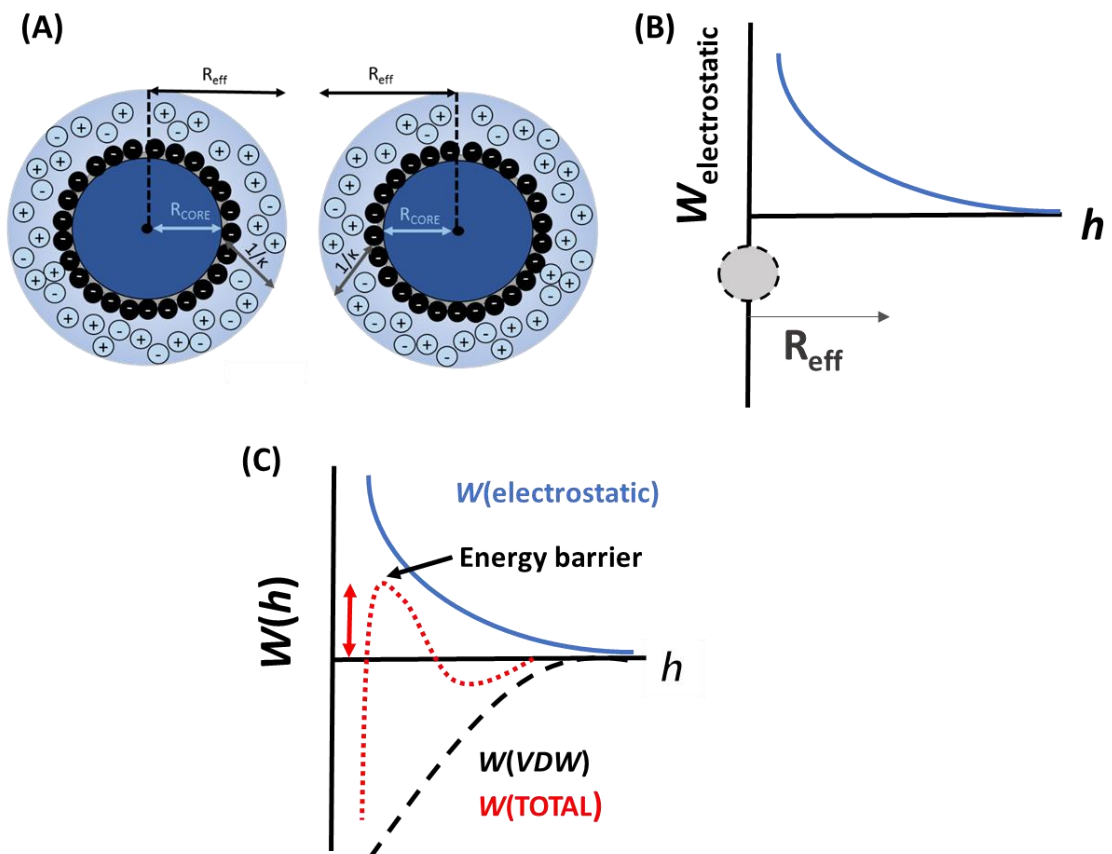 (A)
R_eff
R_eff
R_CORE
R_CORE
1/κ
1/κ
(B)
W_electrostatic
h
R_eff
(C)
W(electrostatic)
Energy barrier
W(h)
h
W(VDW)
W(TOTAL)